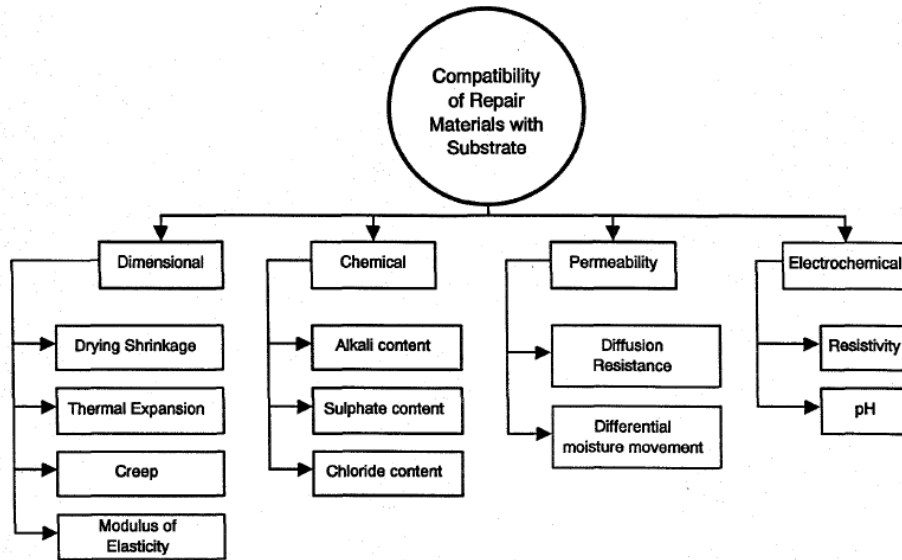 Compatibility
of Repair
Materials with
Substrate
Dimensional
Chemical
Permeability
Electrochemical
Drying Shrinkage
Alkali content
Diffusion
Resistance
Resistivity
Thermal Expansion
Sulphate content
Differential
moisture movement
pH
Creep
Chloride content
Modulus of
Elasticity